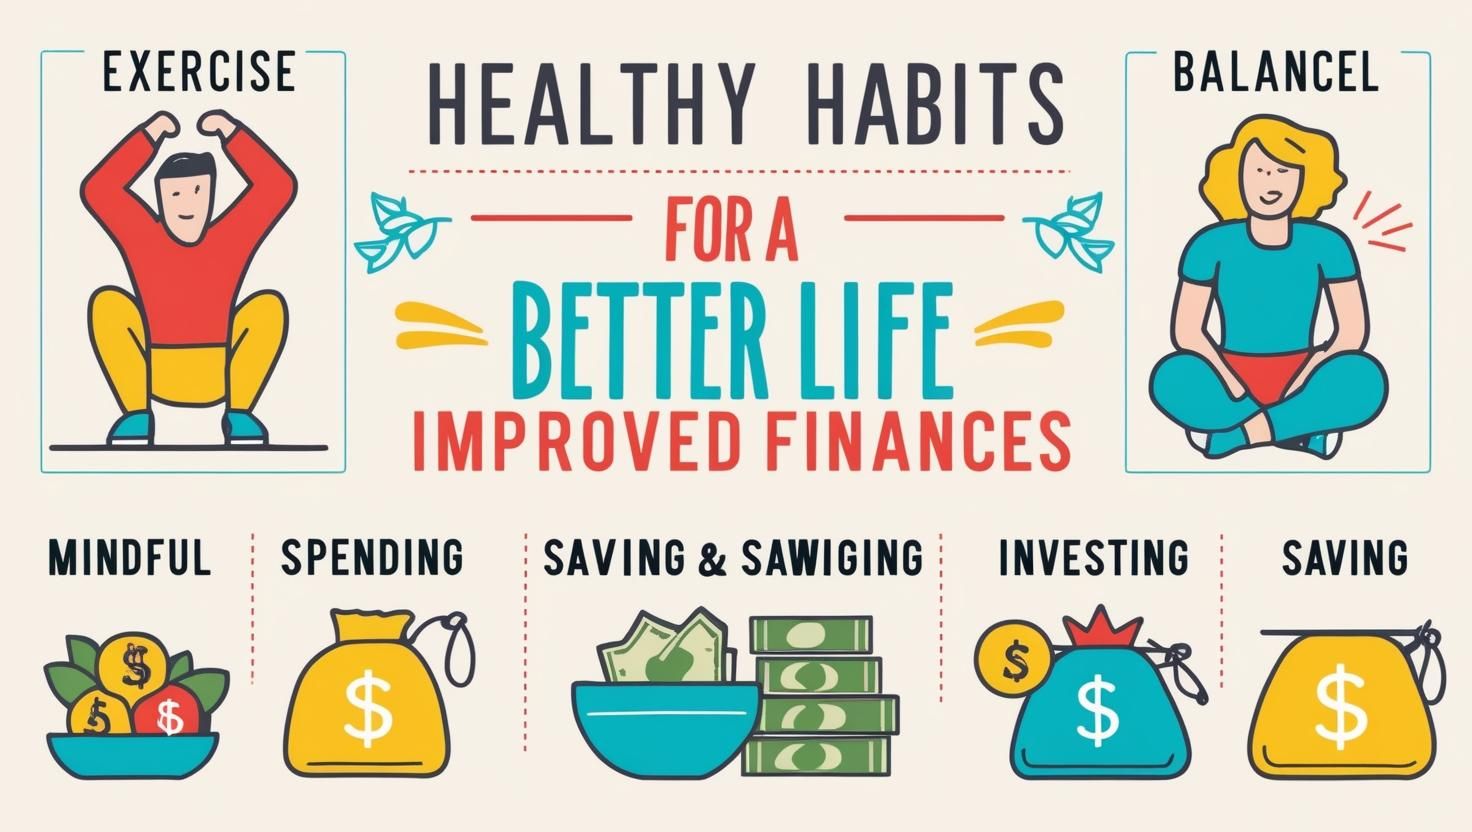 EXERCISE
HEALTHY HABITS
BALANCEL
FOR A
BETTER LIFE
IMPROVED FINANCES
MINDFUL
SPENDING
SAVING & SAWIGING
INVESTING
SAVING
$
$
$
$
$
$
$